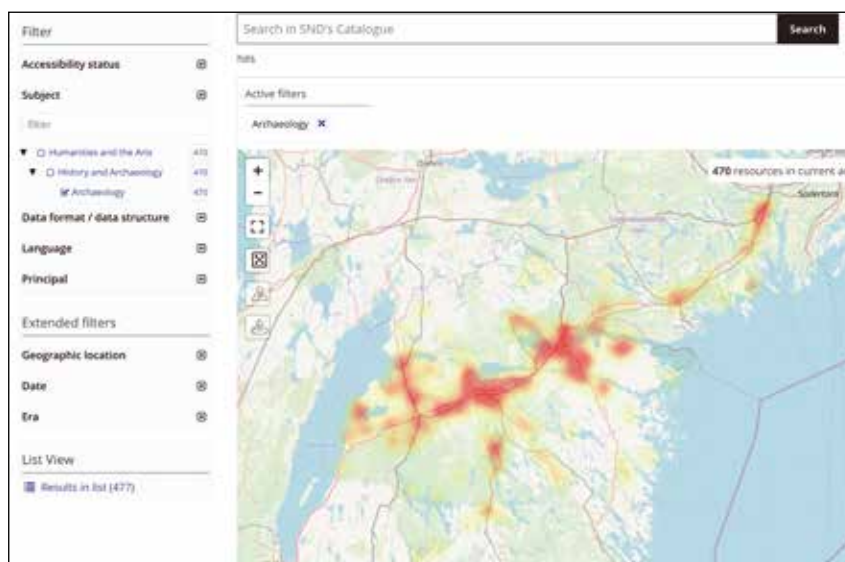 Filter
Accessibility status
Subject
filter
Humanities and the Arts 470
History and Archaeology 470
Archaeology 470
Data format / data structure
Language
Principal
Extended filters
Geographic location
Date
Era
List View
Results in list (477)
Search in SND's Catalogue
Search
hits
Active filters
Archaeology ×
+
−
470 resources in current a
Örebro län